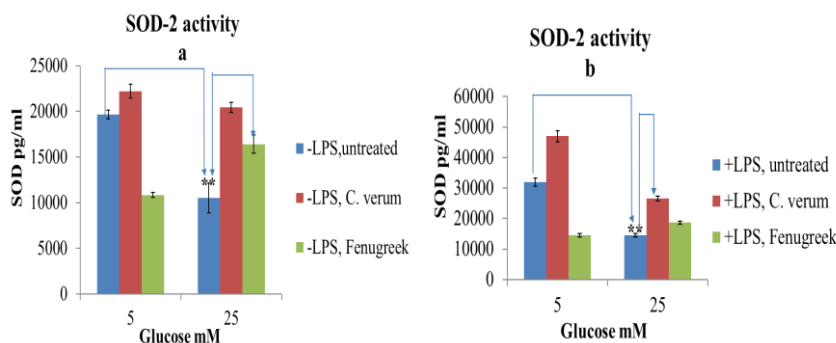 SOD-2 activity
a
SOD pg/ml
25000
20000
15000
10000
5000
0
**
5
25
Glucose mM
-LPS,untreated
-LPS, C. verum
-LPS, Fenugreek
SOD-2 activity
b
SOD pg/ml
60000
50000
40000
30000
20000
10000
0
**
5
25
Glucose mM
+LPS, untreated
+LPS, C. verum
+LPS, Fenugreek